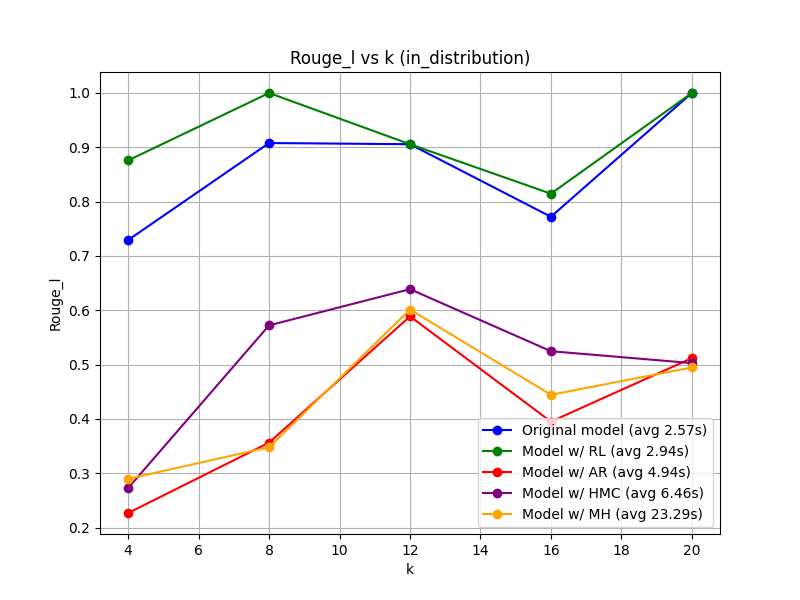 Rouge_l vs k (in_distribution)
Rouge_l
1.0
0.9
0.8
0.7
0.6
0.5
0.4
0.3
0.2
Original model (avg 2.57s)
Model w/ RL (avg 2.94s)
Model w/ AR (avg 4.94s)
Model w/ HMC (avg 6.46s)
Model w/ MH (avg 23.29s)
4 6 8 10 12 14 16 18 20
k